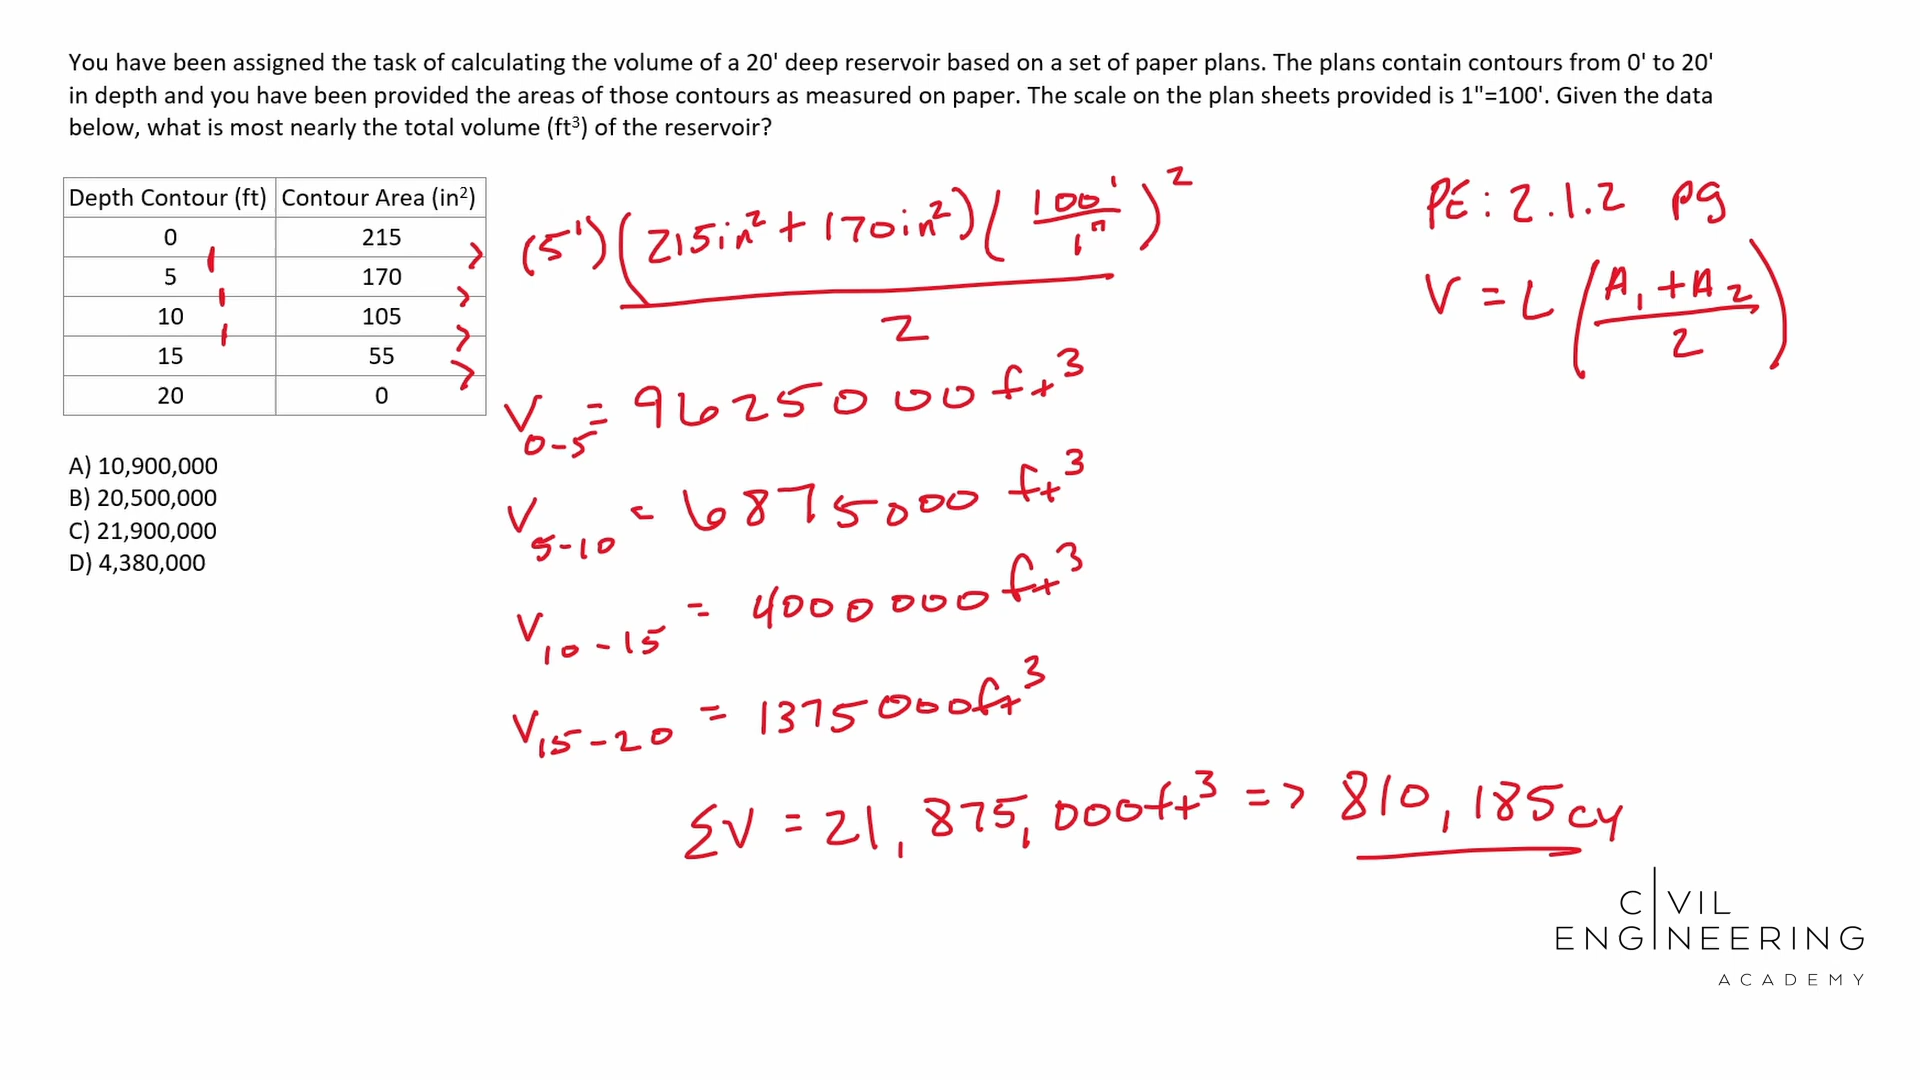 You have been assigned the task of calculating the volume of a 20' deep reservoir based on a set of paper plans. The plans contain contours from 0' to 20'
in depth and you have been provided the areas of those contours as measured on paper. The scale on the plan sheets provided is 1"=100'. Given the data
below, what is most nearly the total volume (ft³) of the reservoir?
Depth Contour (ft) Contour Area (in²)
0 215
5 170
10 105
15 55
20 0
A) 10,900,000
B) 20,500,000
C) 21,900,000
D) 4,380,000
(5') (215in² + 170in²) (100' / 1")²
2
V0-5 = 9625000 ft³
V5-10 = 6875000 ft³
V10-15 = 4000000 ft³
V15-20 = 1375000 ft³
ΣV = 21,875,000 ft³ => 810,185 CY
PE: 2.1.2 pg
V = L (A₁ + A₂ / 2)
CIVIL
ENGINEERING
ACADEMY